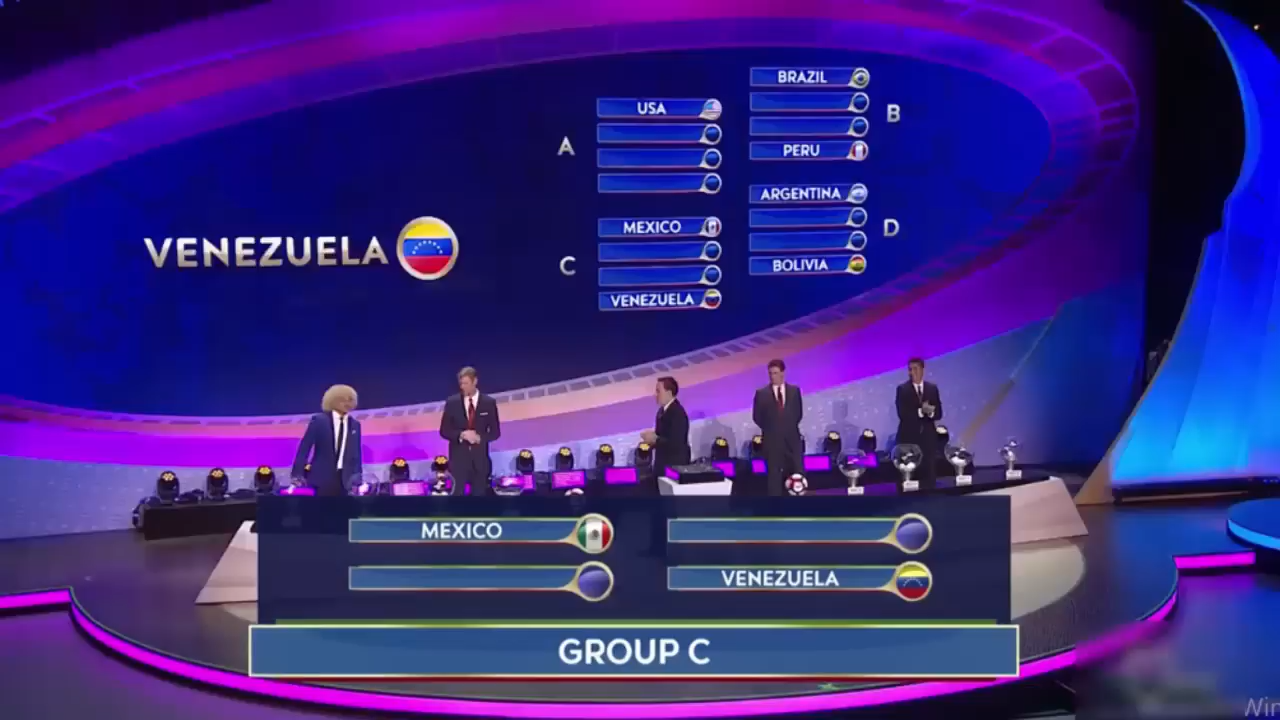 BRAZIL
USA
B
A
PERU
ARGENTINA
MEXICO
D
VENEZUELA
C
BOLIVIA
VENEZUELA
MEXICO
VENEZUELA
GROUP C